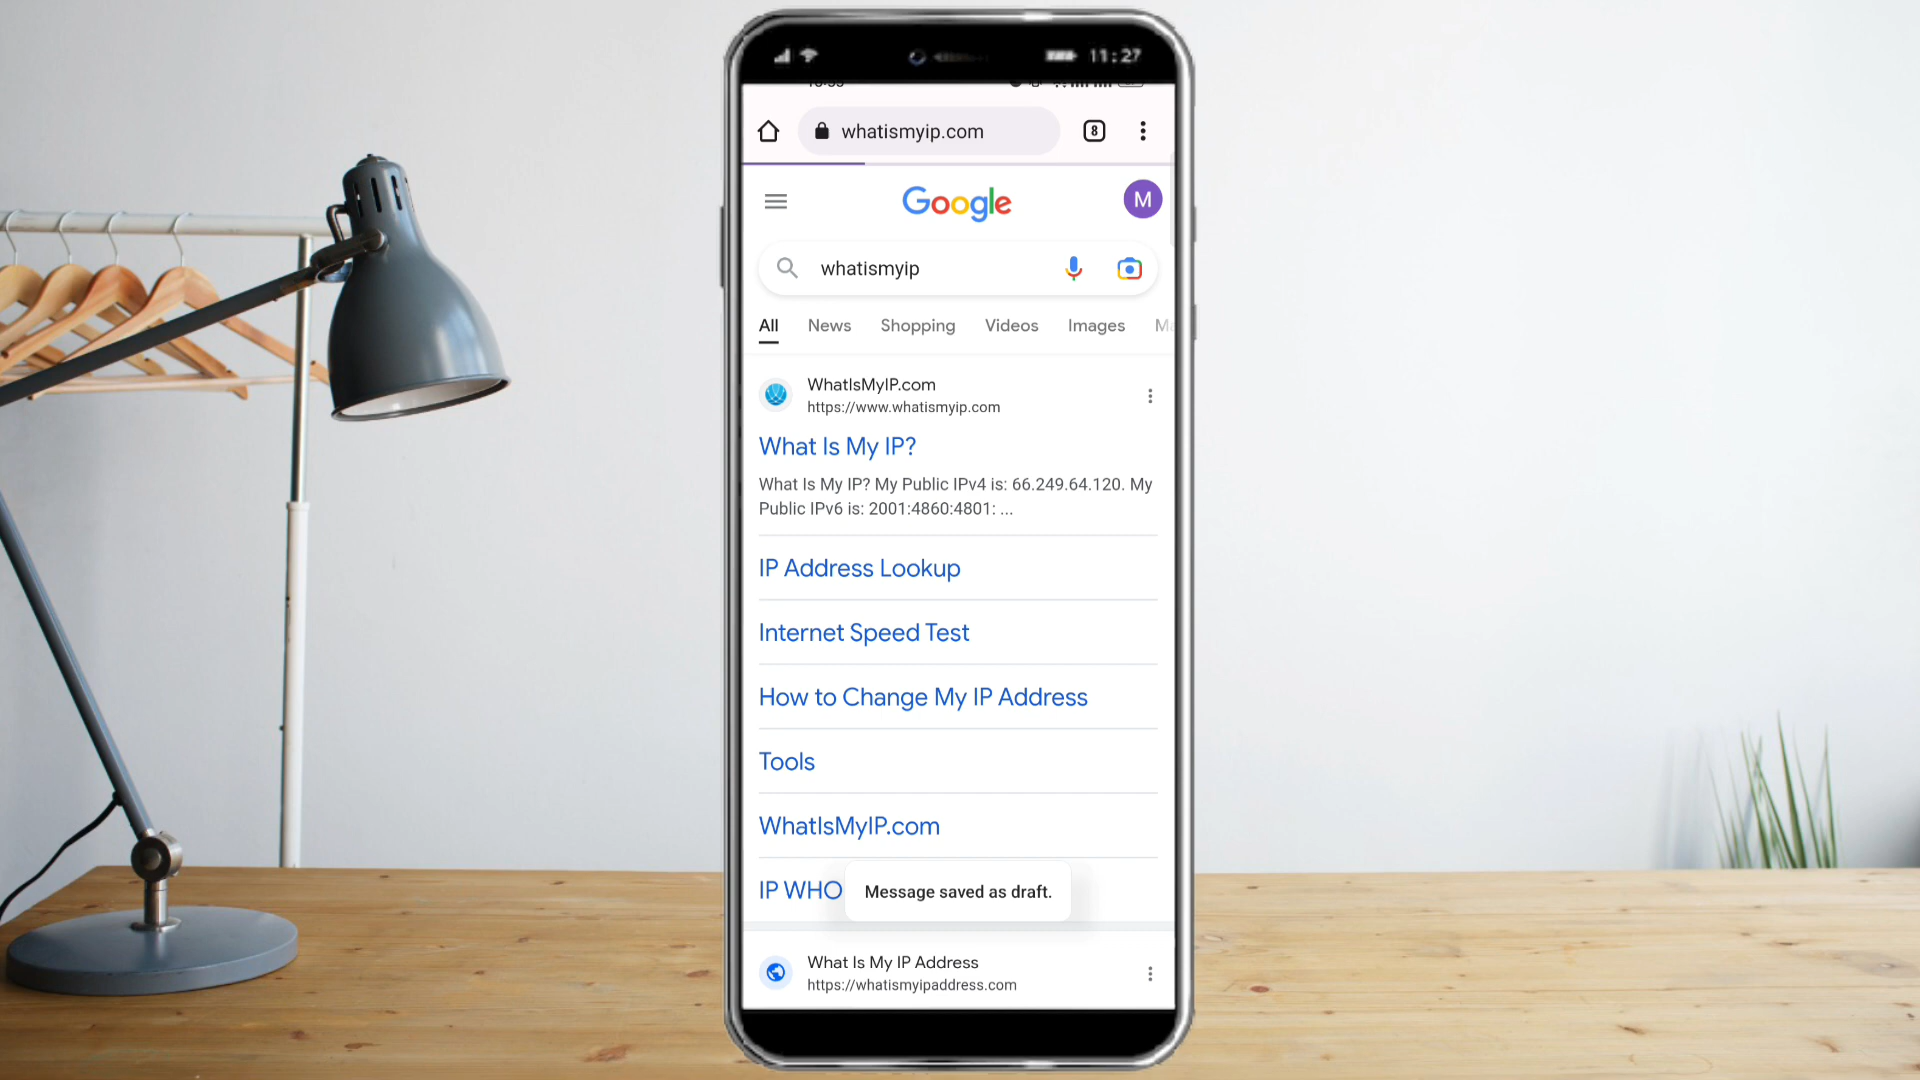 11:27
whatismyip.com
8
Google
M
whatismyip
All News Shopping Videos Images
WhatIsMyIP.com
https://www.whatismyip.com
What Is My IP?
What Is My IP? My Public IPv4 is: 66.249.64.120. My
Public IPv6 is: 2001:4860:4801: ...
IP Address Lookup
Internet Speed Test
How to Change My IP Address
Tools
WhatIsMyIP.com
IP WHO
Message saved as draft.
What Is My IP Address
https://whatismyipaddress.com